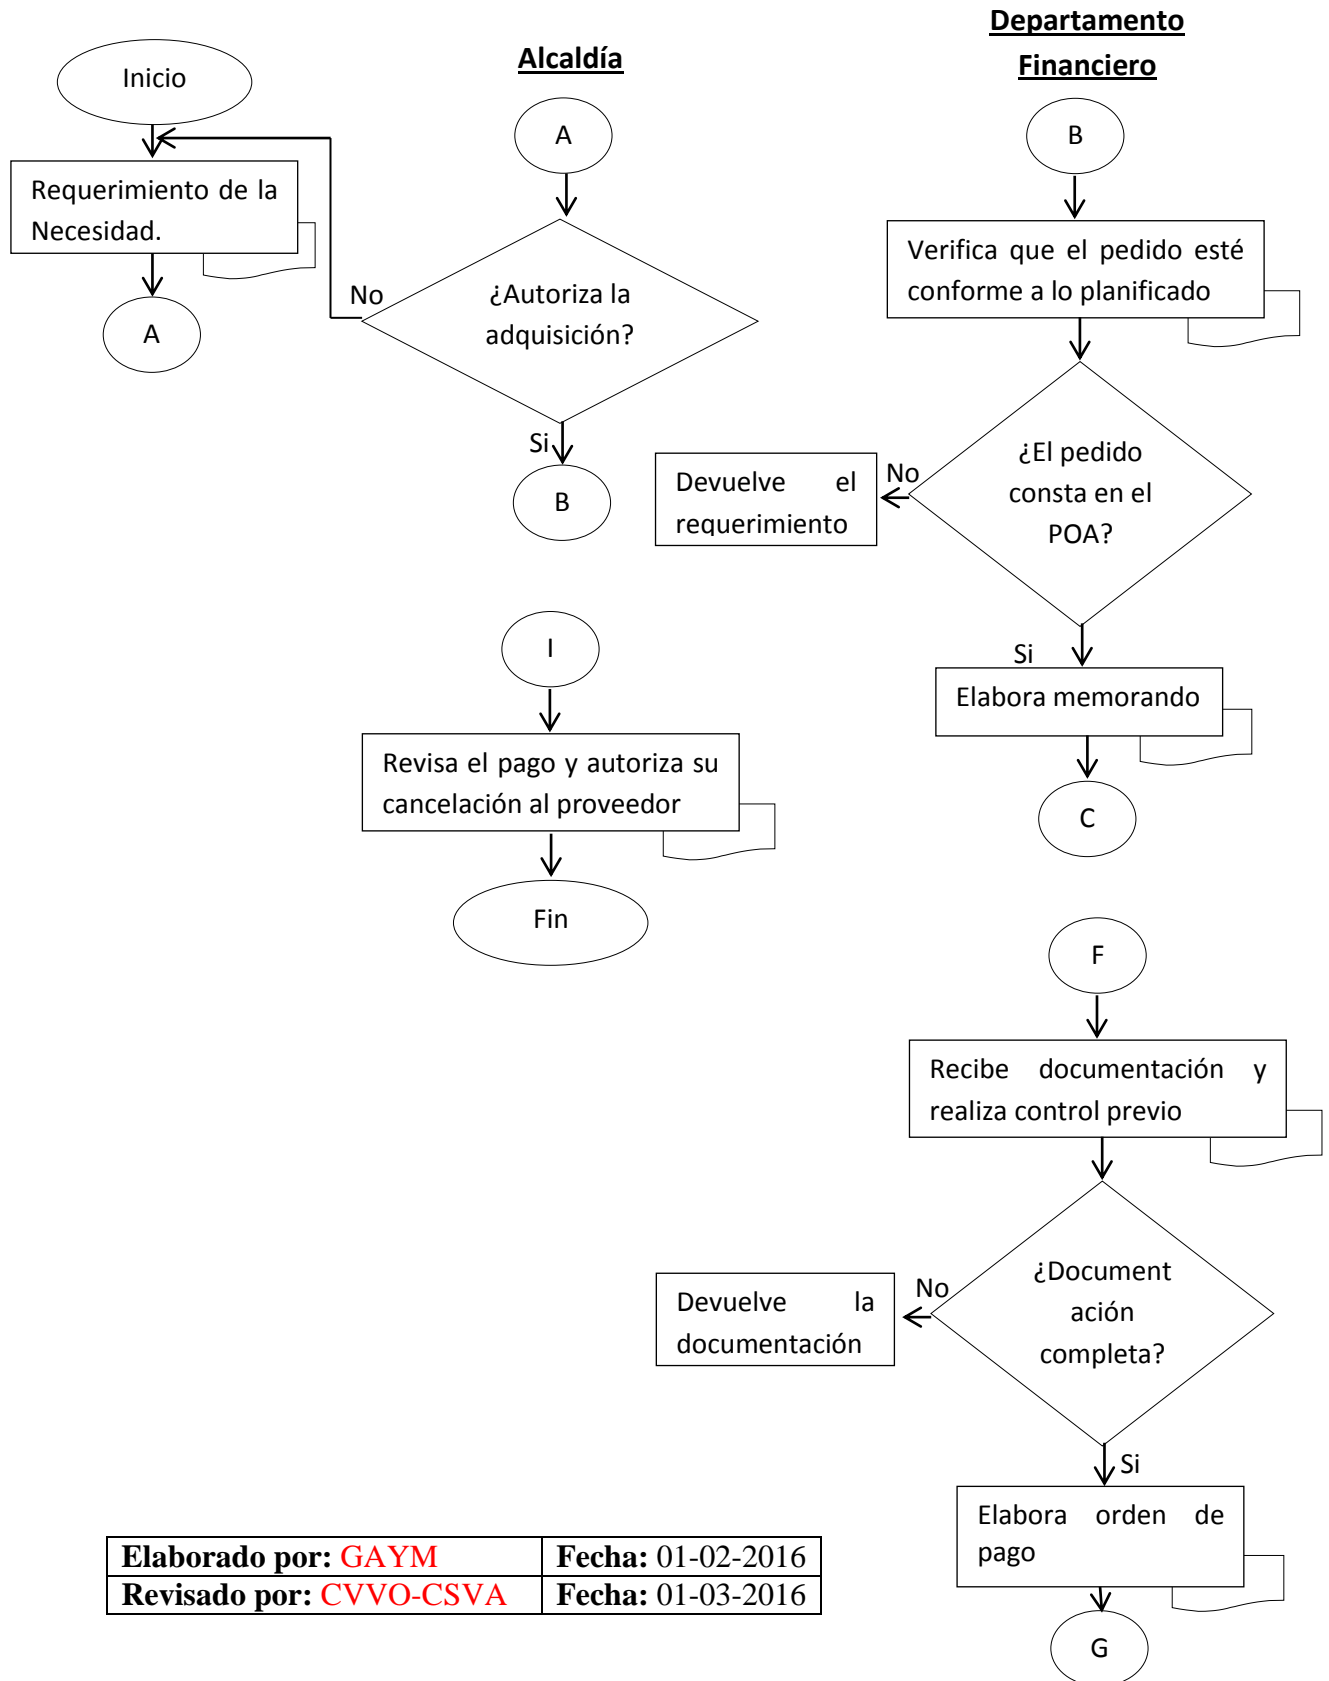 Inicio
Requerimiento de la
Necesidad.
A
Alcaldía
A
¿Autoriza la
adquisición?
No
Si
B
I
Revisa el pago y autoriza su
cancelación al proveedor
Fin
Departamento
Financiero
B
Verifica que el pedido esté
conforme a lo planificado
¿El pedido
consta en el
POA?
No
Devuelve el
requerimiento
Si
Elabora memorando
C
F
Recibe documentación y
realiza control previo
¿Document
ación
completa?
No
Devuelve la
documentación
Si
Elabora orden de
pago
G
Elaborado por: GAYM Fecha: 01-02-2016
Revisado por: CVVO-CSVA Fecha: 01-03-2016